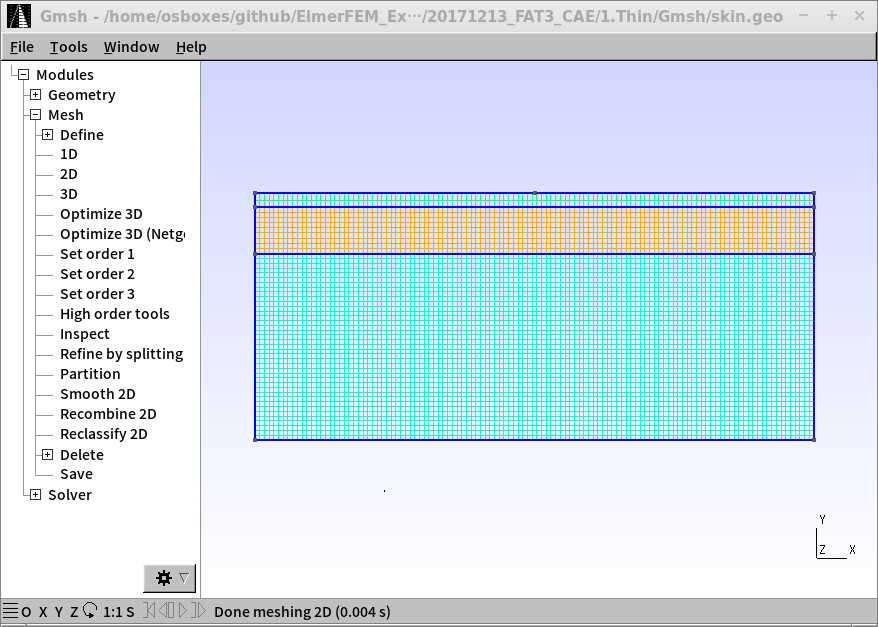 Gmsh - /home/osboxes/github/ElmerFEM_Ex···/20171213_FAT3_CAE/1.Thin/Gmsh/skin.geo
File Tools Window Help
Modules
Geometry
Mesh
Define
1D
2D
3D
Optimize 3D
Optimize 3D (Netg
Set order 1
Set order 2
Set order 3
High order tools
Inspect
Refine by splitting
Partition
Smooth 2D
Recombine 2D
Reclassify 2D
Delete
Save
Solver
Y
Z X
O X Y Z 1:1 S Done meshing 2D (0.004 s)